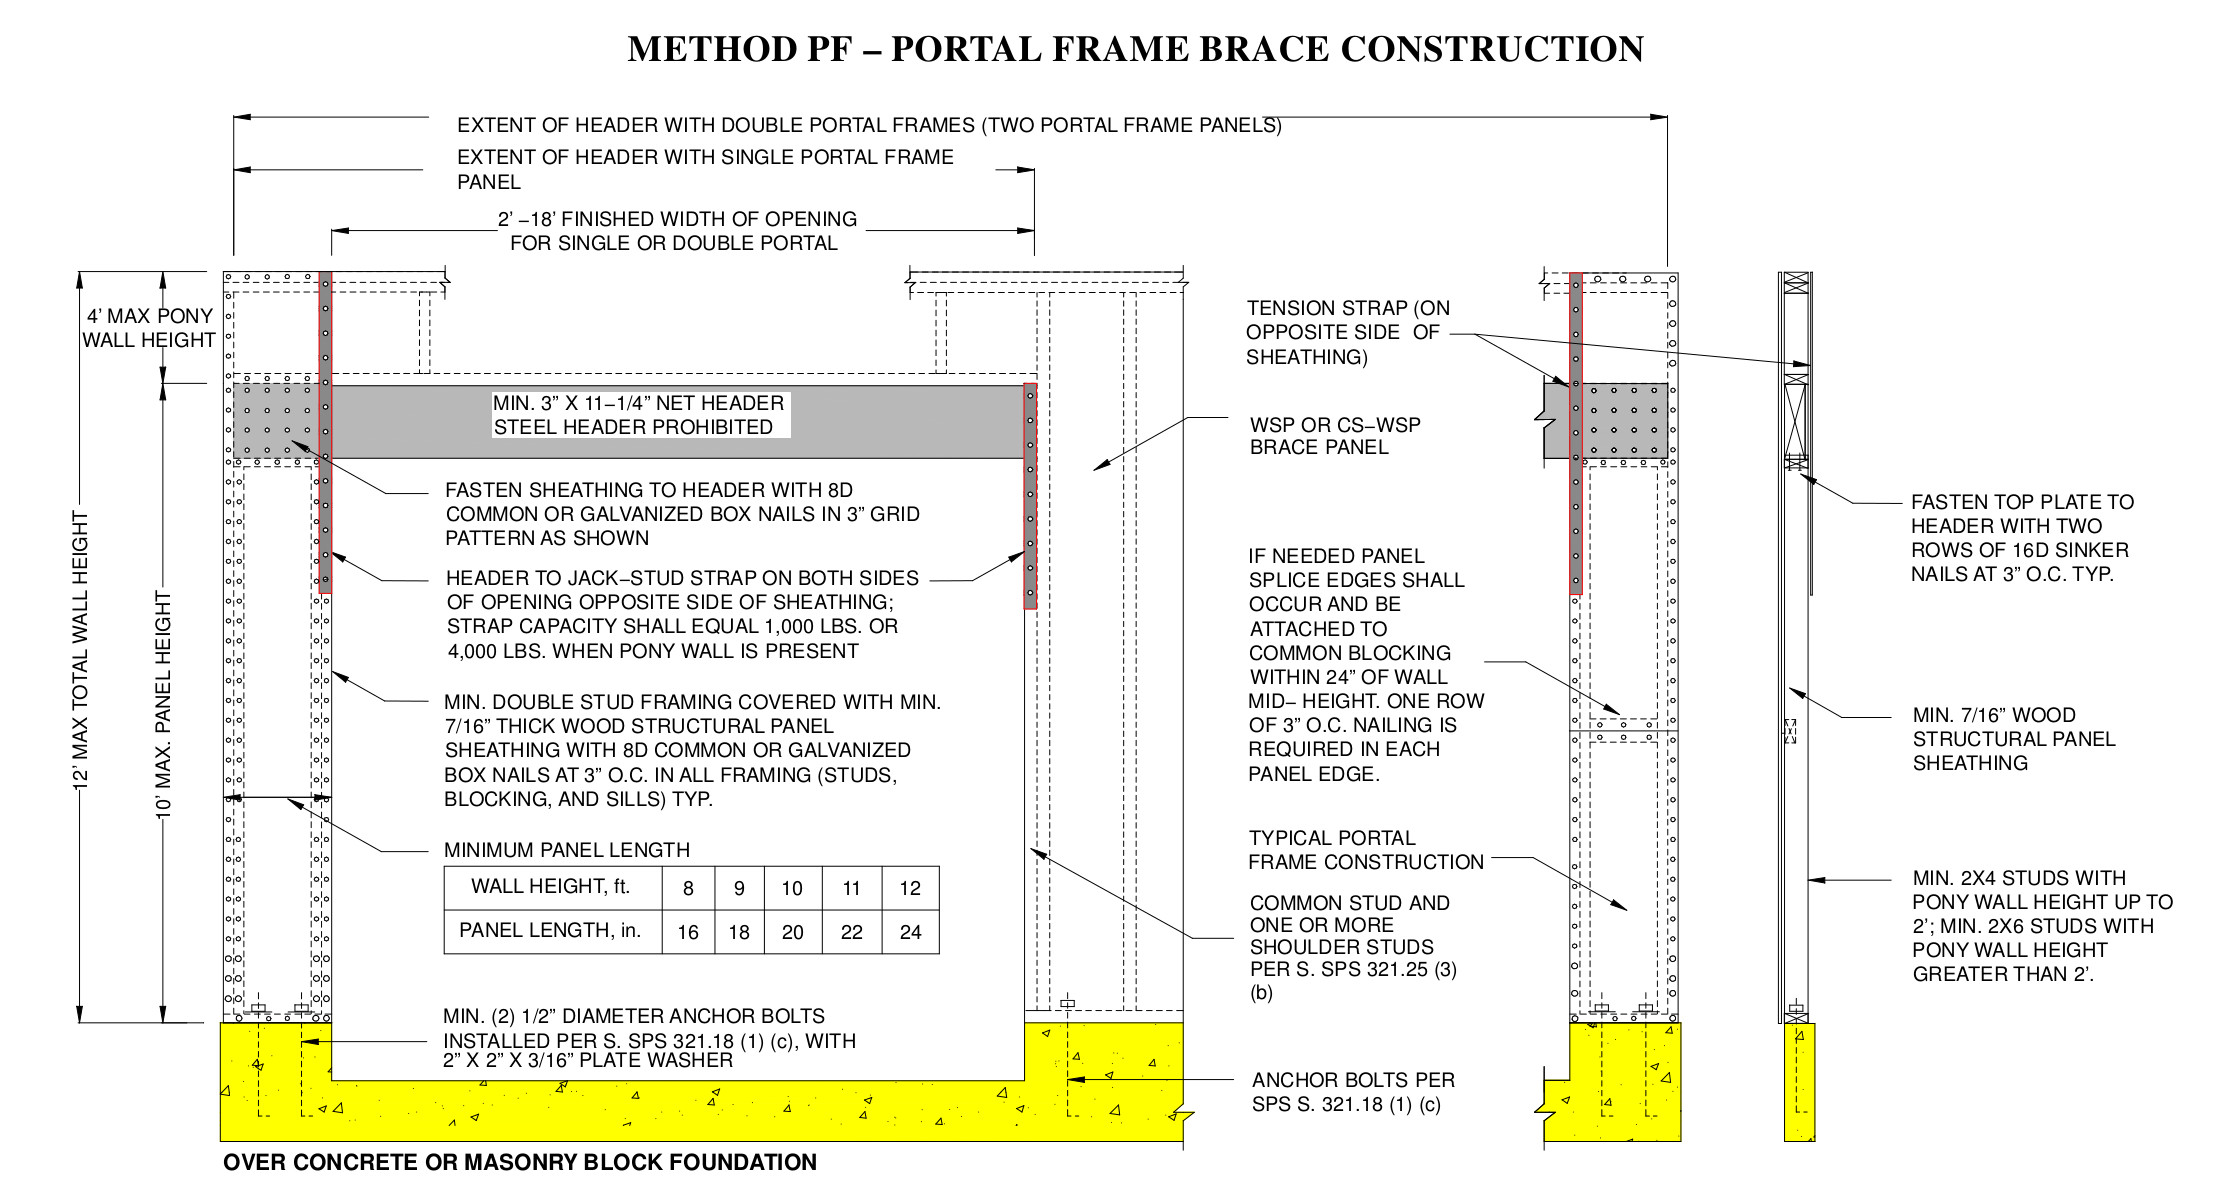 METHOD PF – PORTAL FRAME BRACE CONSTRUCTION
EXTENT OF HEADER WITH DOUBLE PORTAL FRAMES (TWO PORTAL FRAME PANELS)
EXTENT OF HEADER WITH SINGLE PORTAL FRAME
PANEL
2’ –18’ FINISHED WIDTH OF OPENING
FOR SINGLE OR DOUBLE PORTAL
4’ MAX PONY
WALL HEIGHT
12’ MAX TOTAL WALL HEIGHT
10’ MAX. PANEL HEIGHT
MIN. 3” X 11–1/4” NET HEADER
STEEL HEADER PROHIBITED
FASTEN SHEATHING TO HEADER WITH 8D
COMMON OR GALVANIZED BOX NAILS IN 3” GRID
PATTERN AS SHOWN
HEADER TO JACK–STUD STRAP ON BOTH SIDES
OF OPENING OPPOSITE SIDE OF SHEATHING;
STRAP CAPACITY SHALL EQUAL 1,000 LBS. OR
4,000 LBS. WHEN PONY WALL IS PRESENT
MIN. DOUBLE STUD FRAMING COVERED WITH MIN.
7/16” THICK WOOD STRUCTURAL PANEL
SHEATHING WITH 8D COMMON OR GALVANIZED
BOX NAILS AT 3” O.C. IN ALL FRAMING (STUDS,
BLOCKING, AND SILLS) TYP.
MINIMUM PANEL LENGTH
WALL HEIGHT, ft. 8 9 10 11 12
PANEL LENGTH, in. 16 18 20 22 24
MIN. (2) 1/2” DIAMETER ANCHOR BOLTS
INSTALLED PER S. SPS 321.18 (1) (c), WITH
2” X 2” X 3/16” PLATE WASHER
OVER CONCRETE OR MASONRY BLOCK FOUNDATION
TENSION STRAP (ON
OPPOSITE SIDE OF
SHEATHING)
WSP OR CS–WSP
BRACE PANEL
IF NEEDED PANEL
SPLICE EDGES SHALL
OCCUR AND BE
ATTACHED TO
COMMON BLOCKING
WITHIN 24” OF WALL
MID– HEIGHT. ONE ROW
OF 3” O.C. NAILING IS
REQUIRED IN EACH
PANEL EDGE.
TYPICAL PORTAL
FRAME CONSTRUCTION
COMMON STUD AND
ONE OR MORE
SHOULDER STUDS
PER S. SPS 321.25 (3)
(b)
ANCHOR BOLTS PER
SPS S. 321.18 (1) (c)
FASTEN TOP PLATE TO
HEADER WITH TWO
ROWS OF 16D SINKER
NAILS AT 3” O.C. TYP.
MIN. 7/16” WOOD
STRUCTURAL PANEL
SHEATHING
MIN. 2X4 STUDS WITH
PONY WALL HEIGHT UP TO
2’; MIN. 2X6 STUDS WITH
PONY WALL HEIGHT
GREATER THAN 2’.